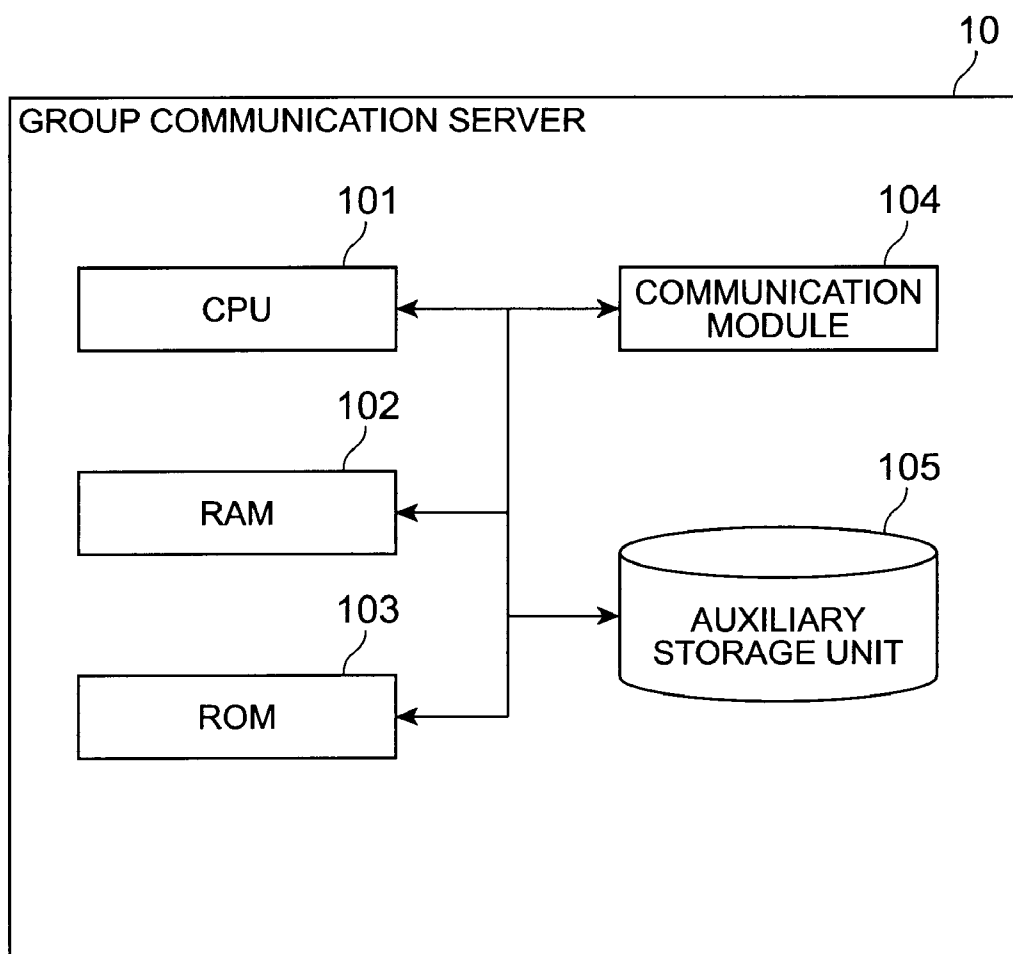 10
GROUP COMMUNICATION SERVER
101
CPU
104
COMMUNICATION
MODULE
102
RAM
105
AUXILIARY
STORAGE UNIT
103
ROM